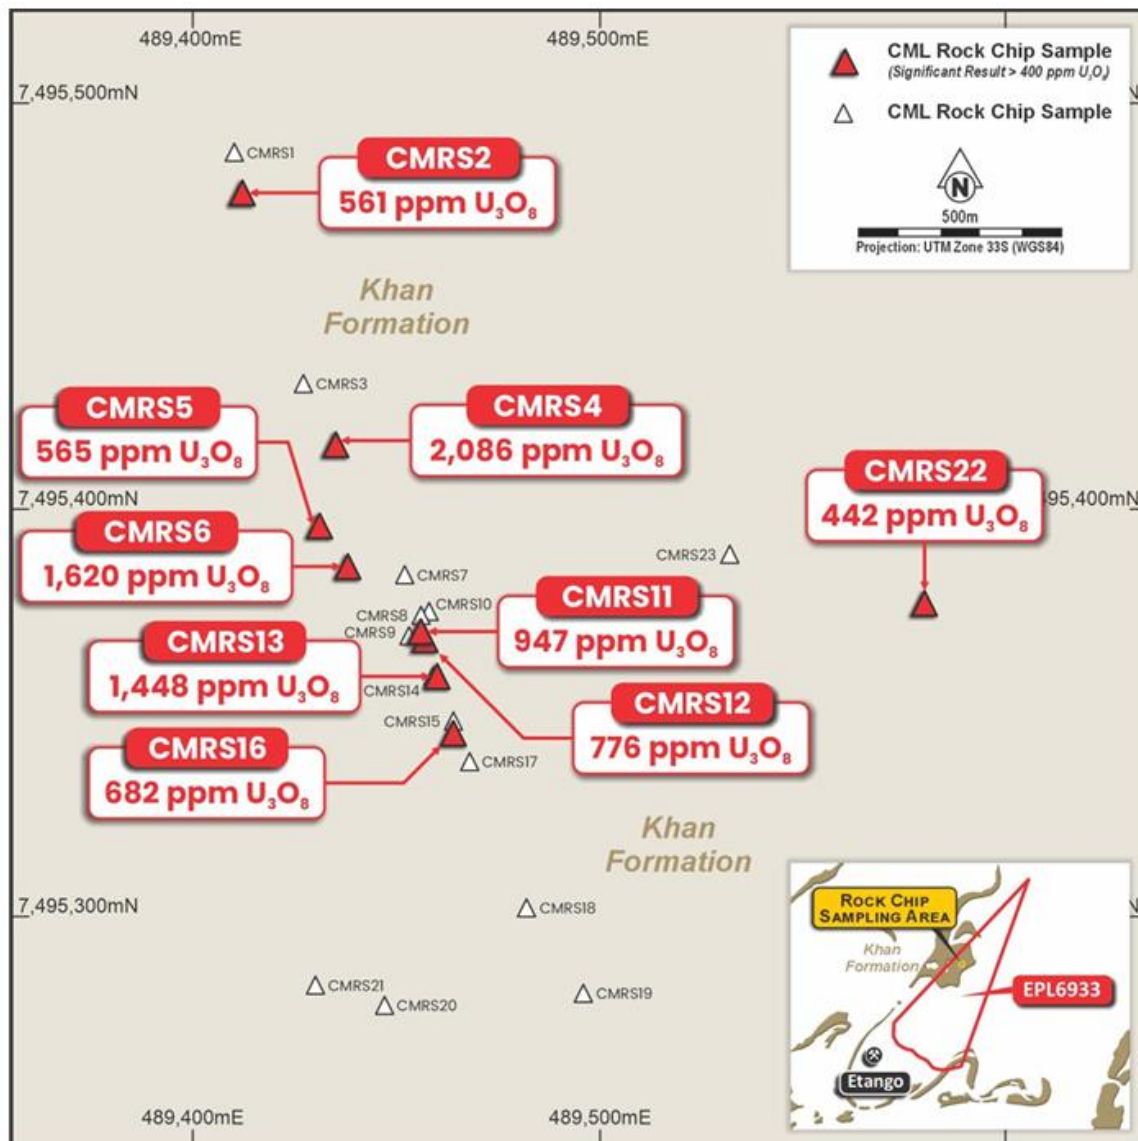 489,400mE
489,500mE
7,495,500mN
N
CML Rock Chip Sample
(Significant Result > 400 ppm U₃O₈)
CML Rock Chip Sample
N
500m
Projection: UTM Zone 33S (WGS84)
CMRS1
CMRS2
561 ppm U₃O₈
Khan
Formation
CMRS3
CMRS5
565 ppm U₃O₈
CMRS4
2,086 ppm U₃O₈
CMRS22
442 ppm U₃O₈
7,495,400mN
95,400mN
CMRS6
1,620 ppm U₃O₈
CMRS23
CMRS7
CMRS10
CMRS8
CMRS9
CMRS11
947 ppm U₃O₈
CMRS13
1,448 ppm U₃O₈
CMRS14
CMRS12
776 ppm U₃O₈
CMRS15
CMRS16
682 ppm U₃O₈
CMRS17
Khan
Formation
7,495,300mN
N
CMRS18
CMRS21
CMRS20
CMRS19
ROCK CHIP
SAMPLING AREA
Khan
Formation
EPL6933
Etango
489,400mE
489,500mE